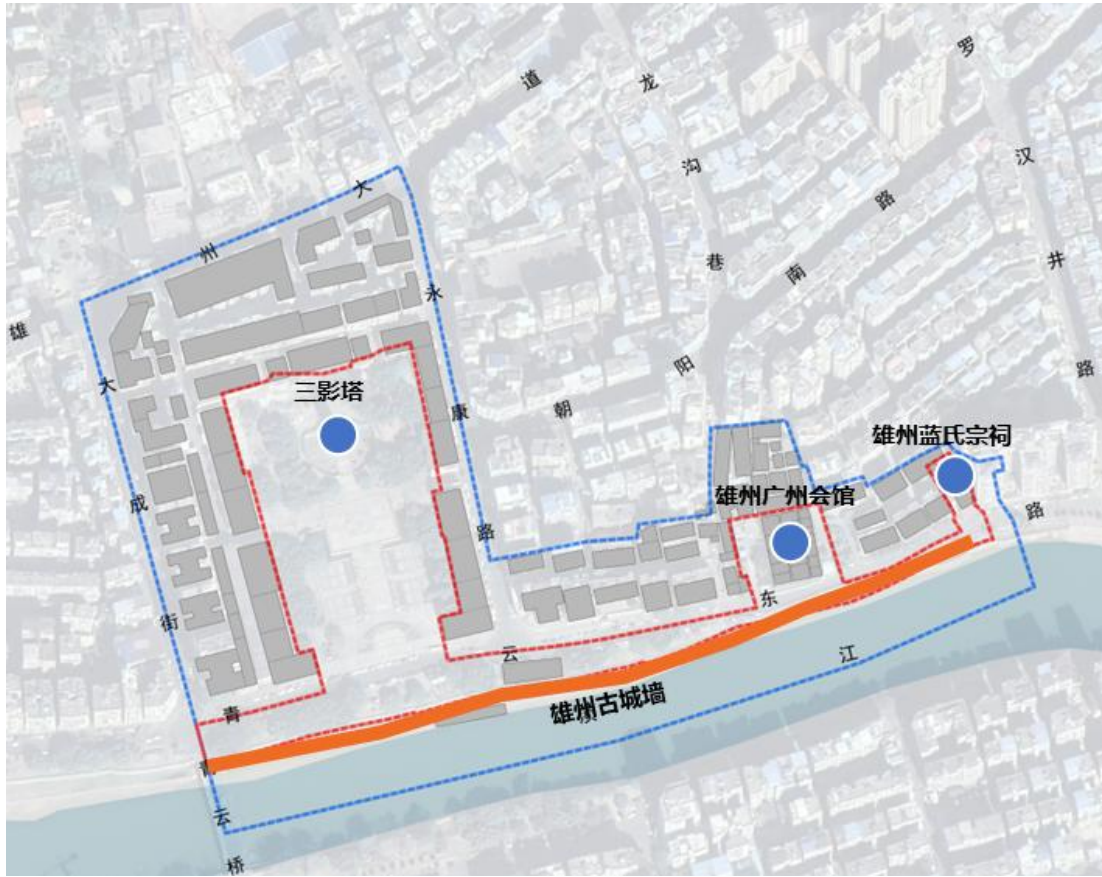 雄州大道
龙沟巷
罗汉井路
朝阳南路
大成街
永康路
三影塔
雄州蓝氏宗祠
雄州广州会馆
青云东路
雄州古城墙
江
青云桥